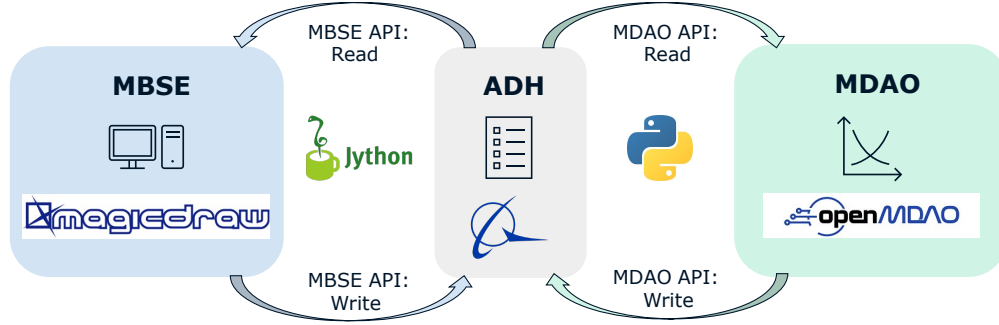 MBSE API:
Read
MDAO API:
Read
MBSE
ADH
MDAO
Jython
magicdraw
openMDAO
MBSE API:
Write
MDAO API:
Write